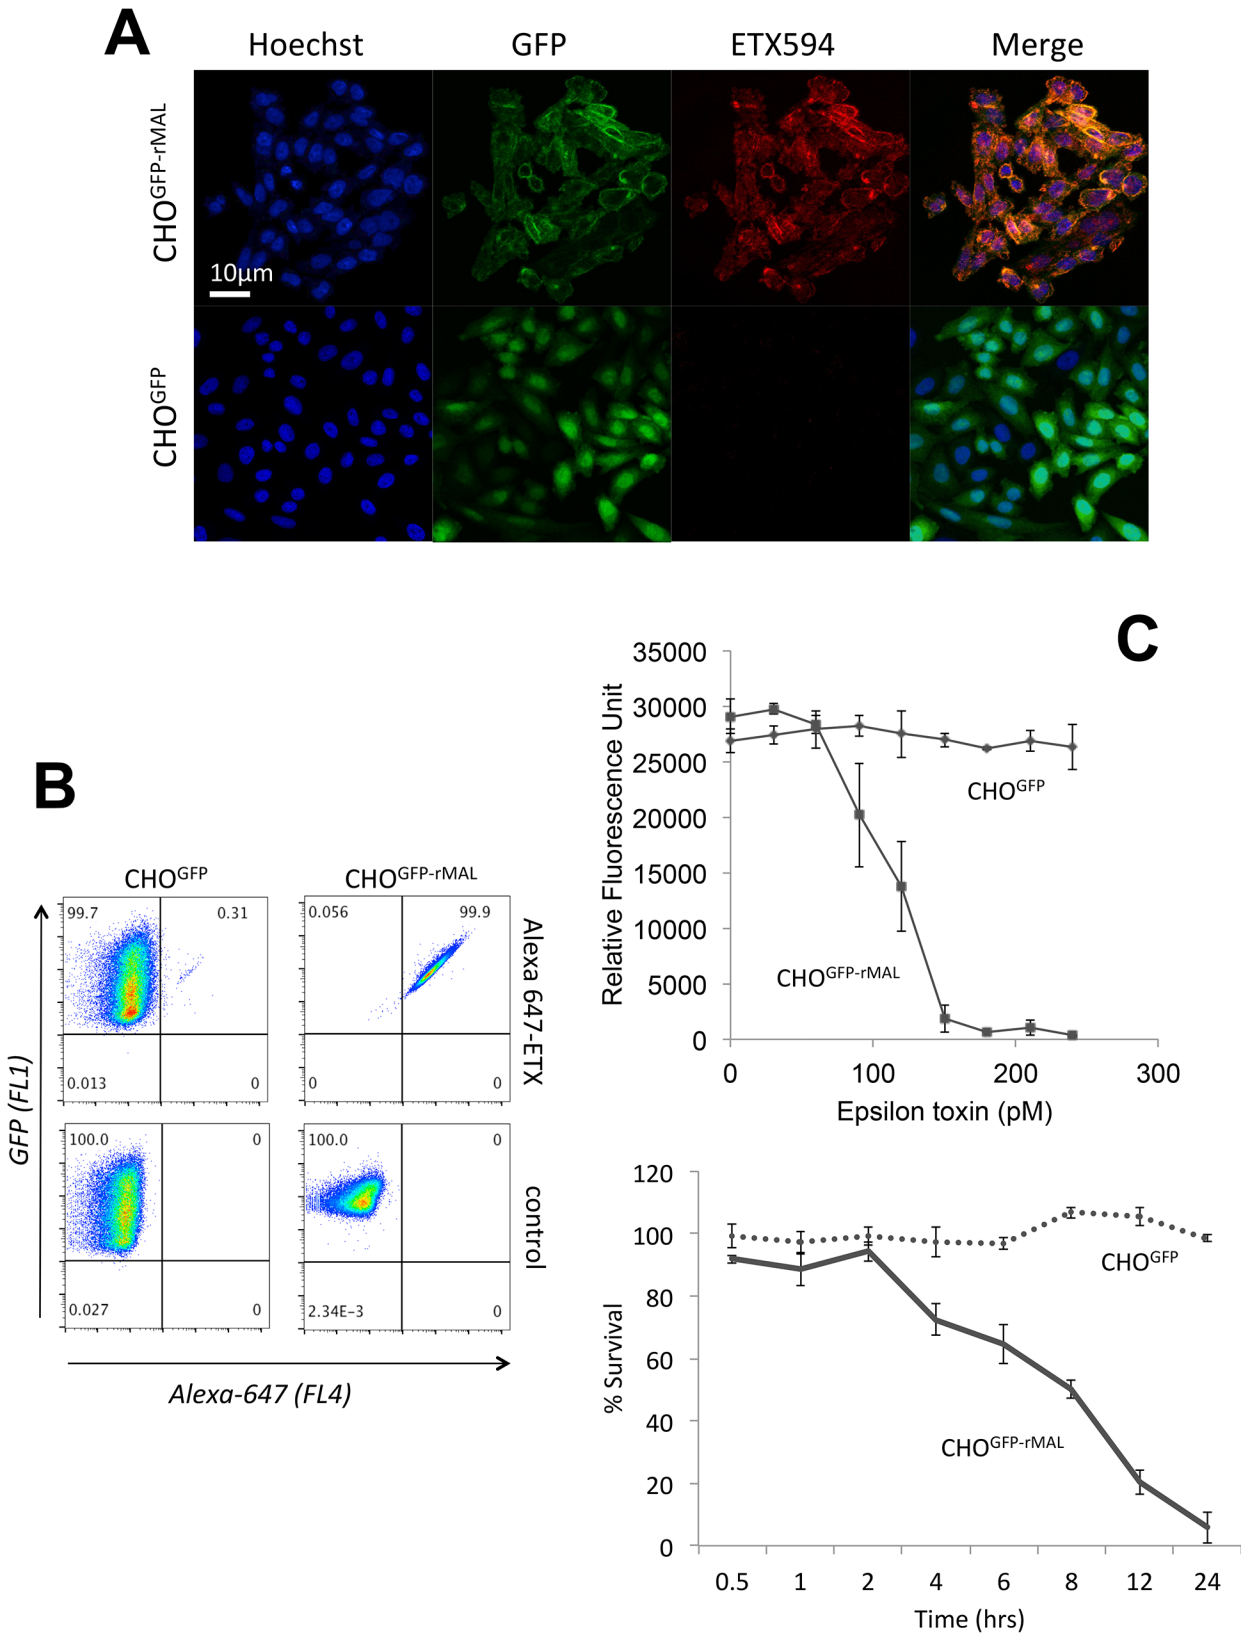 A
Hoechst GFP ETX594 Merge
CHOGFP-rMAL
10μm
CHOGFP
C
35000
30000
25000
20000
15000
10000
5000
0
Relative Fluorescence Unit
CHOGFP
CHOGFP-rMAL
0 100 200 300
Epsilon toxin (pM)
B
CHOGFP CHOGFP-rMAL
99.7 0.31
0.013 0
0.056 99.9
0 0
Alexa 647-ETX
100.0 0
0.027 0
100.0 0
2.34E-3 0
control
GFP (FL1)
Alexa-647 (FL4)
120
100
80
60
40
20
0
% Survival
CHOGFP
CHOGFP-rMAL
0.5 1 2 4 6 8 12 24
Time (hrs)